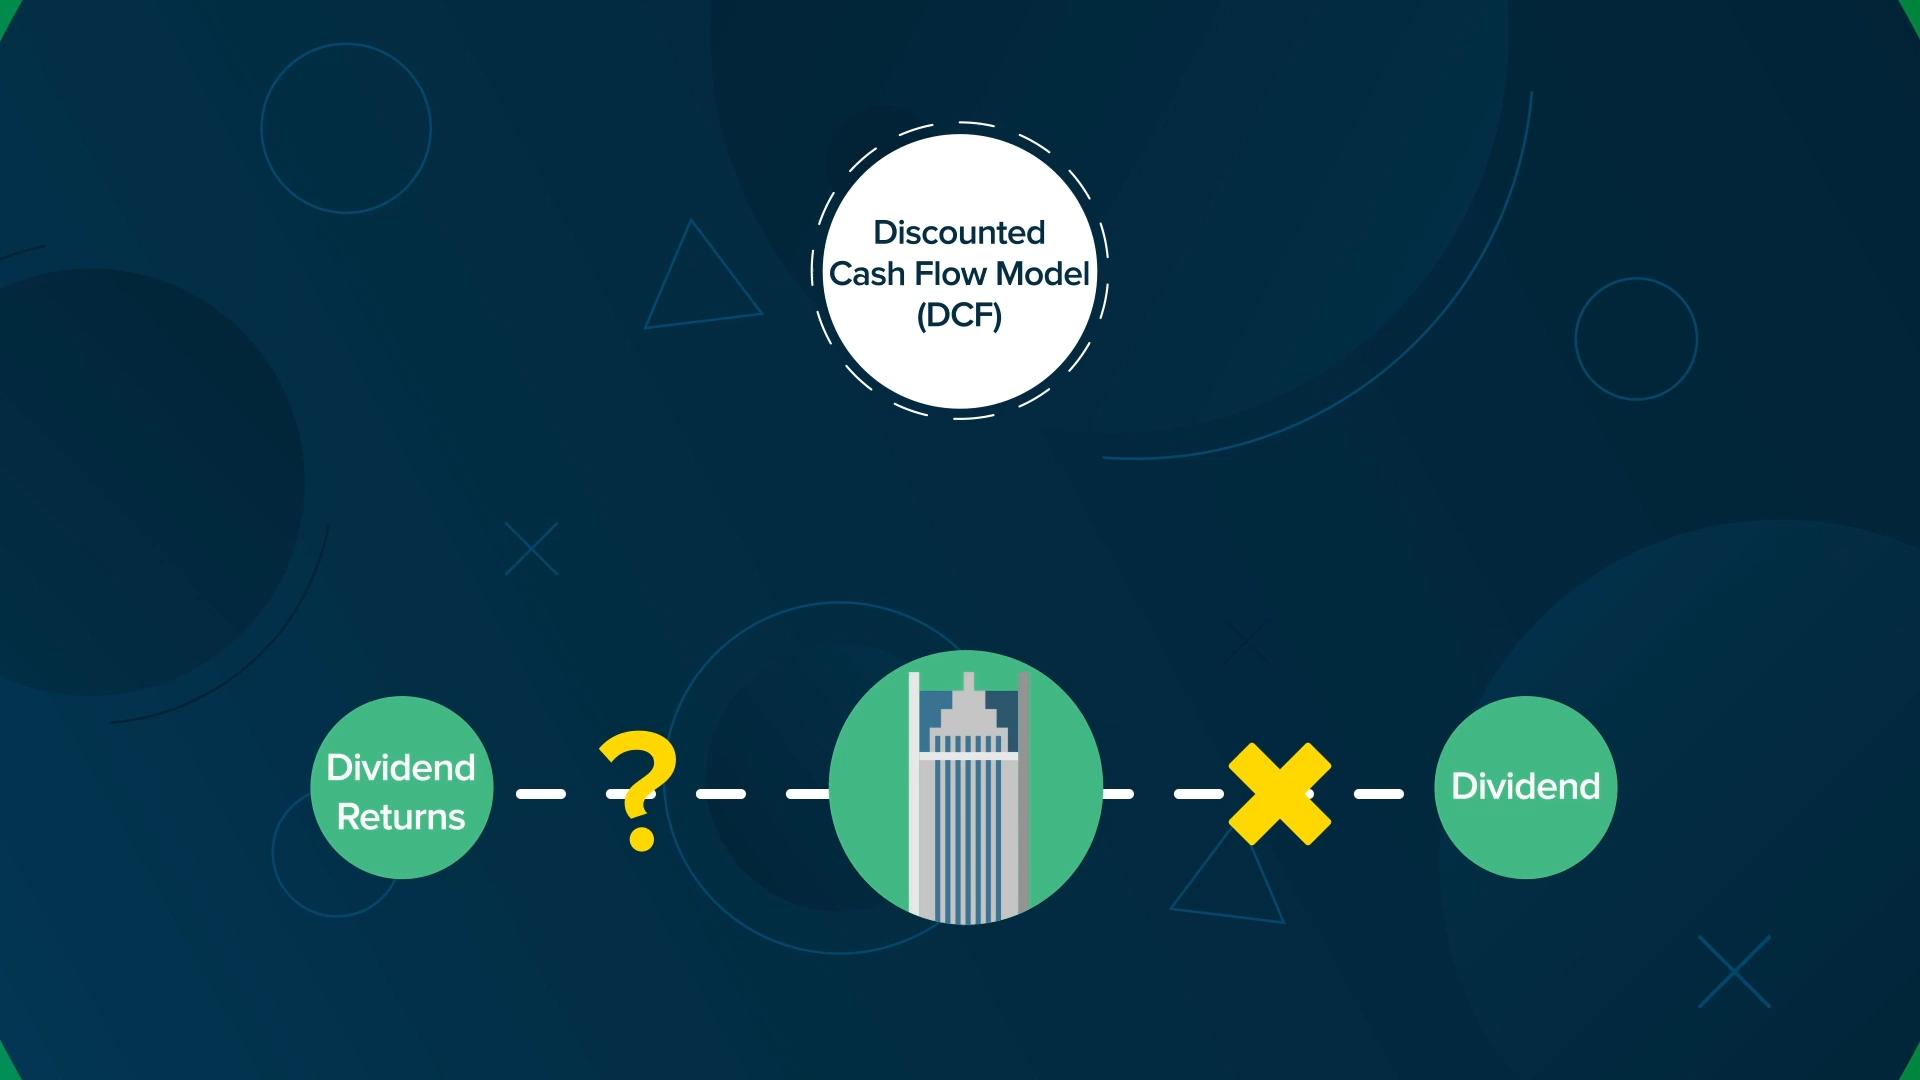 Discounted
Cash Flow Model
(DCF)
Dividend
Returns
?
Dividend